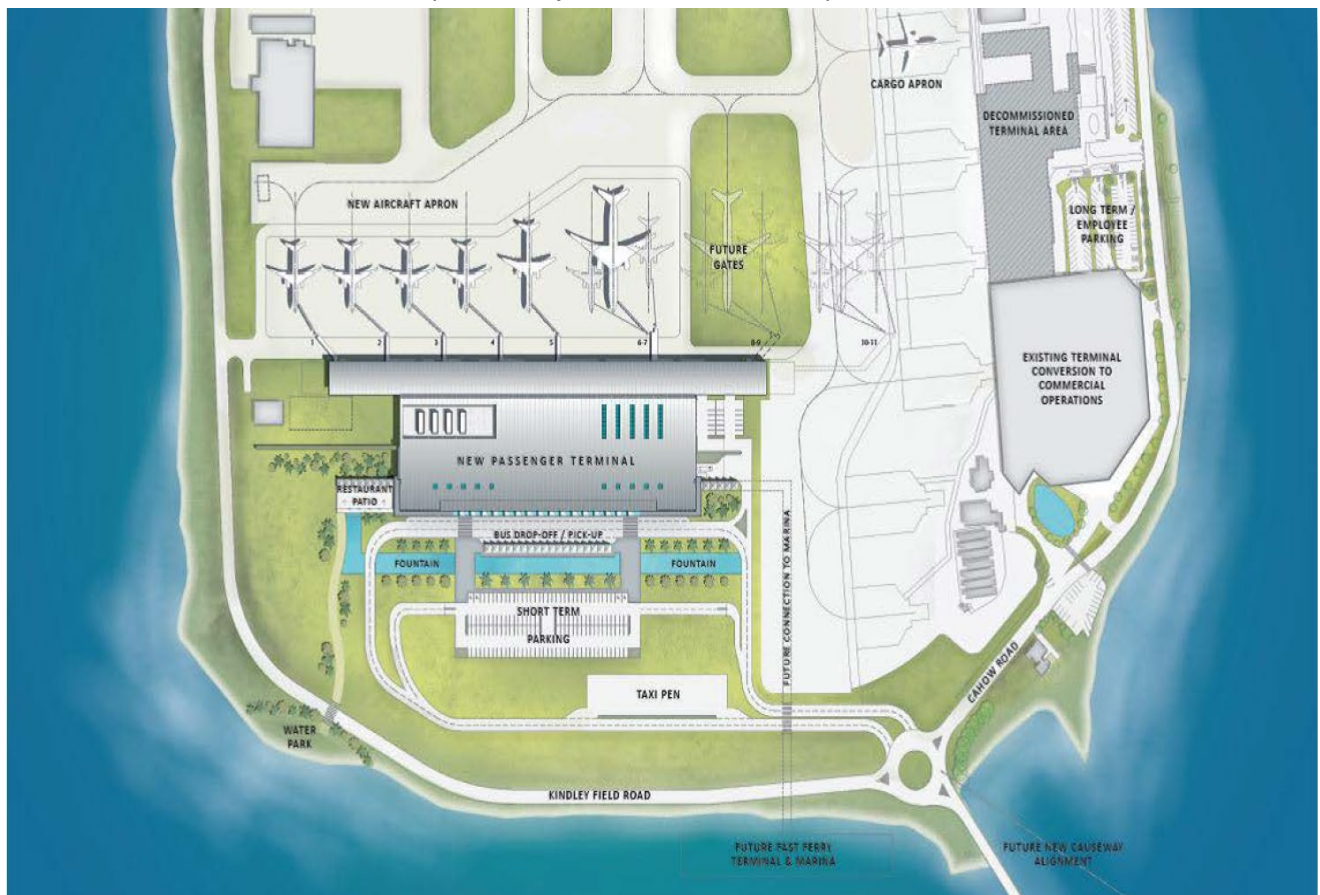 CARGO APRON
DECOMMISSIONED
TERMINAL AREA
NEW AIRCRAFT APRON
LONG TERM /
EMPLOYEE
PARKING
FUTURE
GATES
1
2
3
4
5
6-7
8-9
10-11
EXISTING TERMINAL
CONVERSION TO
COMMERCIAL
OPERATIONS
NEW PASSENGER TERMINAL
RESTAURANT
PATIO
BUS DROP-OFF / PICK-UP
FOUNTAIN
FOUNTAIN
SHORT TERM
PARKING
FUTURE CONNECTION TO MARINA
TAXI PEN
CAHOW ROAD
WATER
PARK
KINDLEY FIELD ROAD
FUTURE FAST FERRY
TERMINAL & MARINA
FUTURE NEW CAUSEWAY
ALIGNMENT